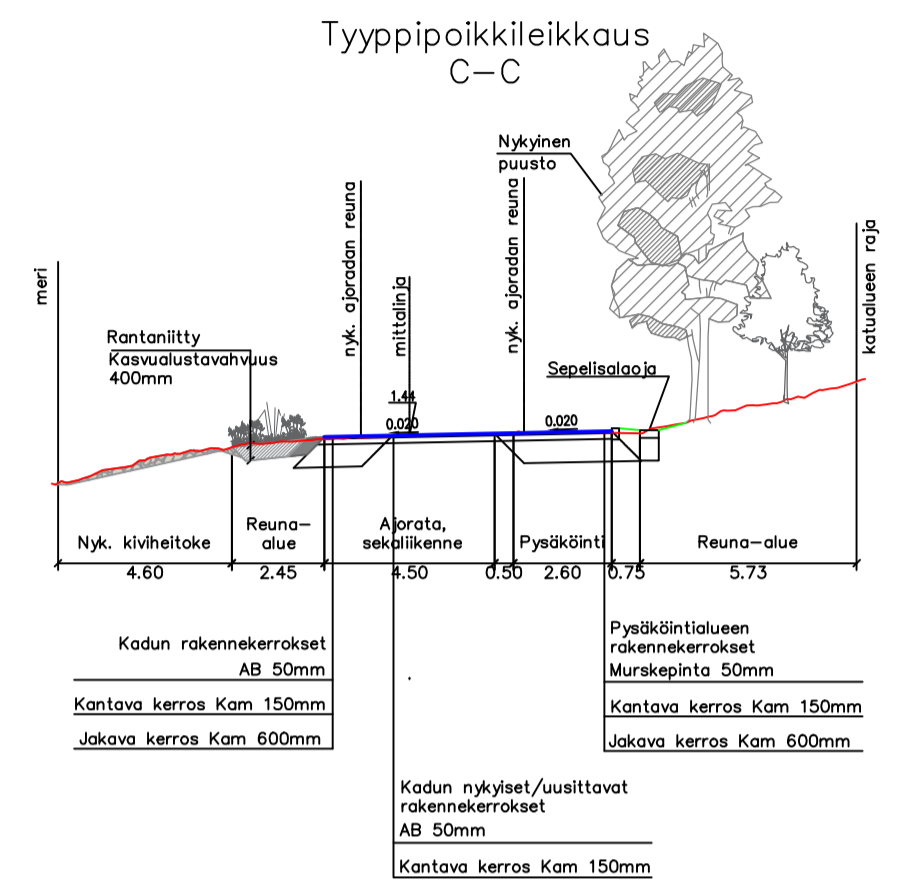 Tyyppipoikkileikkaus
C–C
Nykyinen
puusto
meri
nyk. ajoradan reuna
mittalinja
nyk. ajoradan reuna
katualueen raja
Rantaniitty
Kasvualustavahvuus
400mm
Sepelisalaoja
1.44
0.020
0.020
Nyk. kiviheitoke
Reuna–
alue
Ajorata,
sekaliikenne
Pysäköinti
Reuna–alue
4.60
2.45
4.50
0.50
2.60
0.75
5.73
Kadun rakennekerrokset
AB 50mm
Kantava kerros Kam 150mm
Jakava kerros Kam 600mm
Pysäköintialueen
rakennekerrokset
Murskepinta 50mm
Kantava kerros Kam 150mm
Jakava kerros Kam 600mm
Kadun nykyiset/uusittavat
rakennekerrokset
AB 50mm
Kantava kerros Kam 150mm